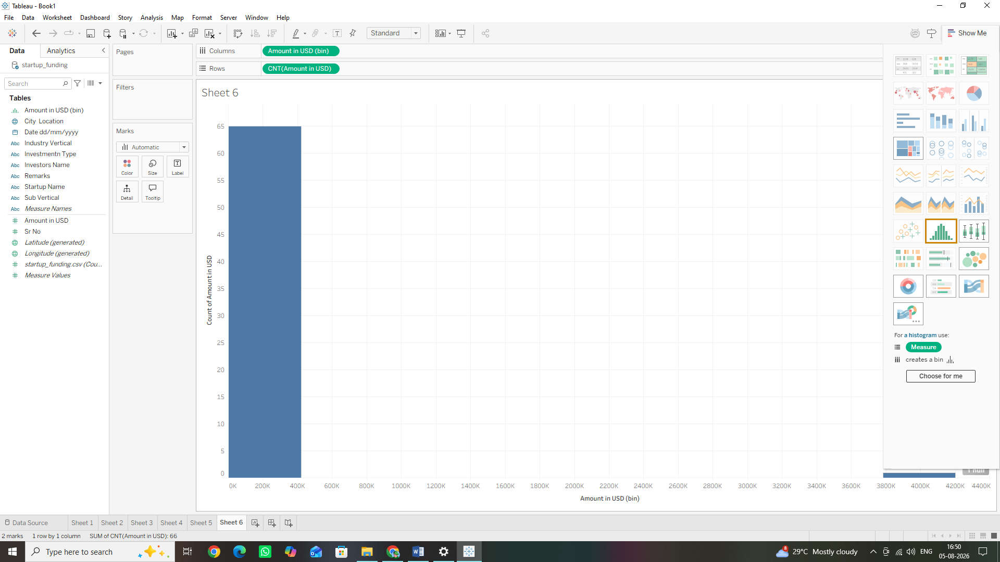 Tableau - Book1
File Data Worksheet Dashboard Story Analysis Map Format Server Window Help
Standard
Show Me
Data Analytics
startup_funding
Search
Tables
Amount in USD (bin)
City Location
Date dd/mm/yyyy
Abc Industry Vertical
Abc Investmentn Type
Abc Investors Name
Abc Remarks
Abc Startup Name
Abc Sub Vertical
Abc Measure Names
Amount in USD
Sr No
Latitude (generated)
Longitude (generated)
startup_funding.csv (Cou...
Measure Values
Pages
Filters
Marks
Automatic
Color Size Label
Detail Tooltip
Columns Amount in USD (bin)
Rows CNT(Amount in USD)
Sheet 6
65
60
55
50
45
40
35
30
25
20
15
10
5
0
Count of Amount in USD
0K 200K 400K 600K 800K 1000K 1200K 1400K 1600K 1800K 2000K 2200K 2400K 2600K 2800K 3000K 3200K 3400K 3600K 3800K 4000K 4200K 4400K
Amount in USD (bin)
For a histogram use:
Measure
creates a bin
Choose for me
1 null
Data Source Sheet 1 Sheet 2 Sheet 3 Sheet 4 Sheet 5 Sheet 6
2 marks 1 row by 1 column SUM of CNT(Amount in USD): 66
Type here to search
8
29°C Mostly cloudy
ENG
16:50
05-08-2026